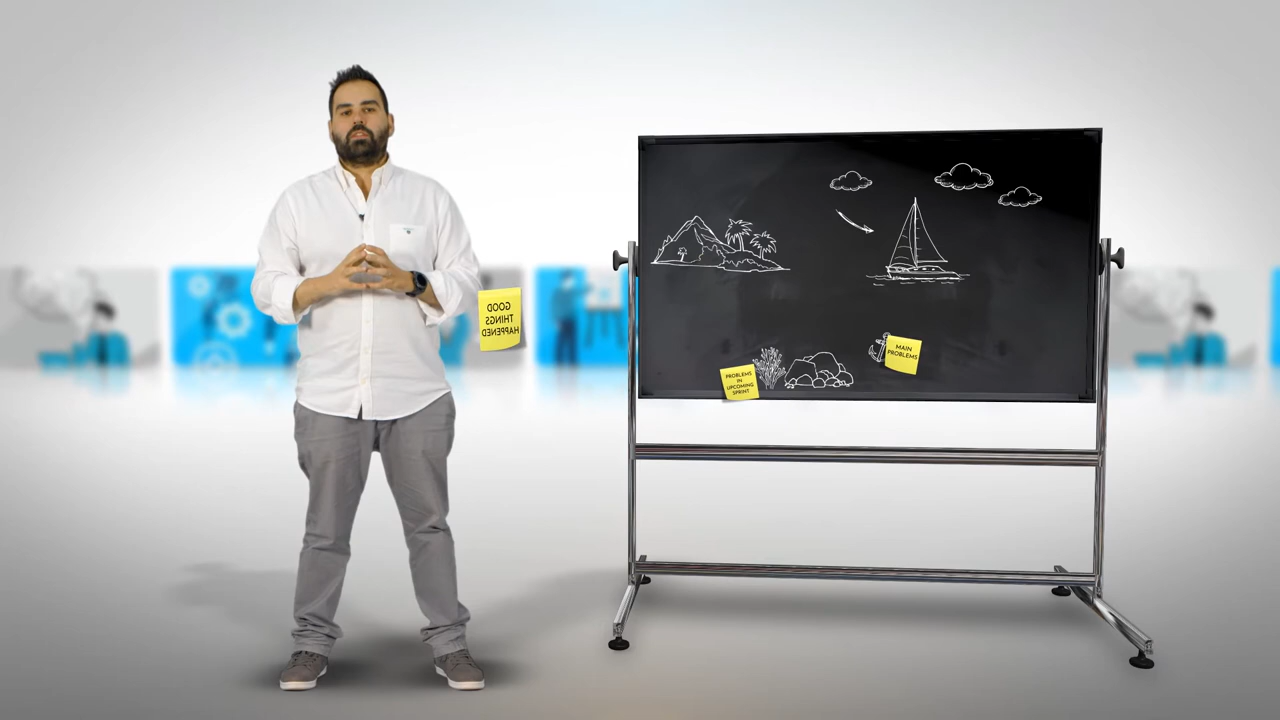 GOOD
THINGS
HAPPENED
MAIN
PROBLEMS
PROBLEMS
IN
UPCOMING
SPRINT